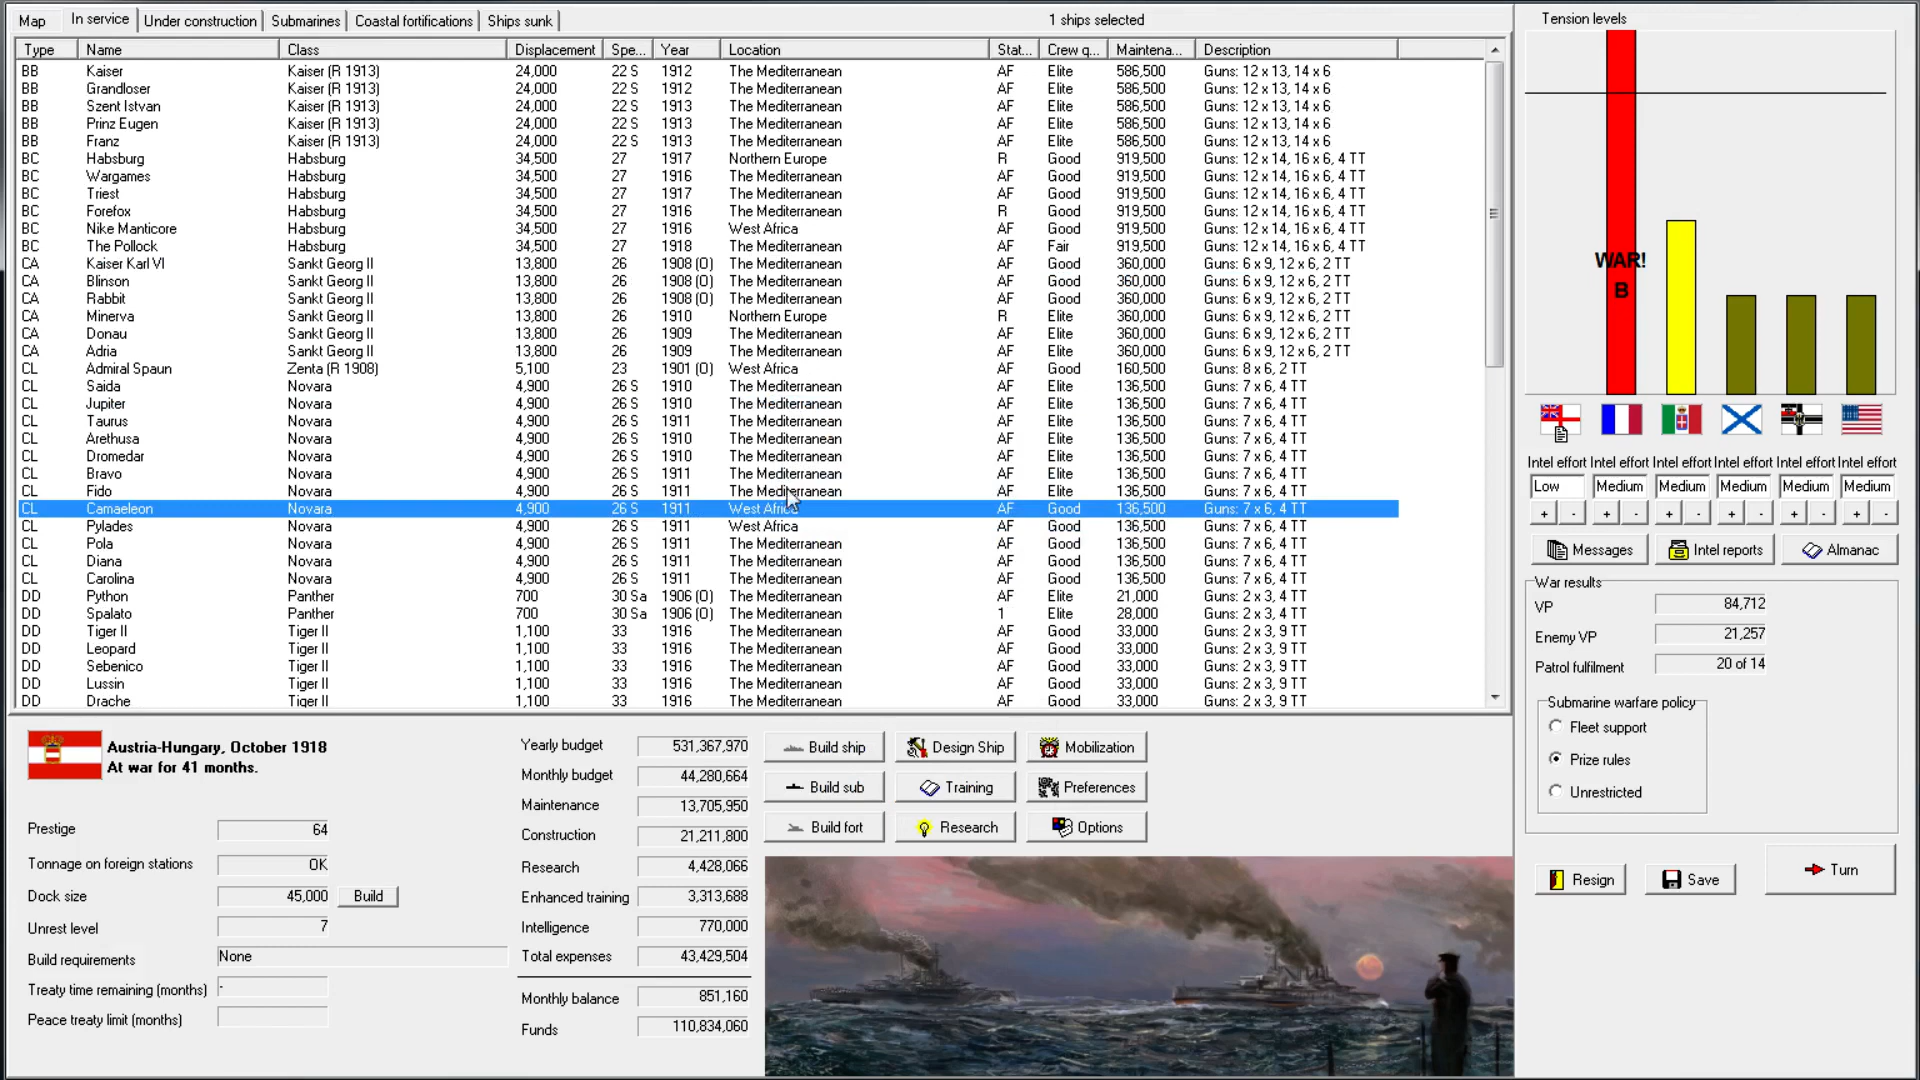 Map In service Under construction Submarines Coastal fortifications Ships sunk 1 ships selected
Type Name Class Displacement Spe... Year Location Stat... Crew q... Maintena... Description
BB Kaiser Kaiser (R 1913) 24,000 22 S 1912 The Mediterranean AF Elite 586,500 Guns: 12 x 13, 14 x 6
BB Grandloser Kaiser (R 1913) 24,000 22 S 1912 The Mediterranean AF Elite 586,500 Guns: 12 x 13, 14 x 6
BB Szent Istvan Kaiser (R 1913) 24,000 22 S 1913 The Mediterranean AF Elite 586,500 Guns: 12 x 13, 14 x 6
BB Prinz Eugen Kaiser (R 1913) 24,000 22 S 1913 The Mediterranean AF Elite 586,500 Guns: 12 x 13, 14 x 6
BB Franz Kaiser (R 1913) 24,000 22 S 1913 The Mediterranean AF Elite 586,500 Guns: 12 x 13, 14 x 6
BC Habsburg Habsburg 34,500 27 1917 Northern Europe R Good 919,500 Guns: 12 x 14, 16 x 6, 4 TT
BC Wargames Habsburg 34,500 27 1916 The Mediterranean AF Good 919,500 Guns: 12 x 14, 16 x 6, 4 TT
BC Triest Habsburg 34,500 27 1917 The Mediterranean AF Good 919,500 Guns: 12 x 14, 16 x 6, 4 TT
BC Forefox Habsburg 34,500 27 1916 The Mediterranean R Good 919,500 Guns: 12 x 14, 16 x 6, 4 TT
BC Nike Manticore Habsburg 34,500 27 1916 West Africa AF Good 919,500 Guns: 12 x 14, 16 x 6, 4 TT
BC The Pollock Habsburg 34,500 27 1918 The Mediterranean AF Fair 919,500 Guns: 12 x 14, 16 x 6, 4 TT
CA Kaiser Karl VI Sankt Georg II 13,800 26 1908 (O) The Mediterranean AF Good 360,000 Guns: 6 x 9, 12 x 6, 2 TT
CA Blinson Sankt Georg II 13,800 26 1908 (O) The Mediterranean AF Elite 360,000 Guns: 6 x 9, 12 x 6, 2 TT
CA Rabbit Sankt Georg II 13,800 26 1908 (O) The Mediterranean AF Elite 360,000 Guns: 6 x 9, 12 x 6, 2 TT
CA Minerva Sankt Georg II 13,800 26 1910 Northern Europe R Elite 360,000 Guns: 6 x 9, 12 x 6, 2 TT
CA Donau Sankt Georg II 13,800 26 1909 The Mediterranean AF Elite 360,000 Guns: 6 x 9, 12 x 6, 2 TT
CA Adria Sankt Georg II 13,800 26 1909 The Mediterranean AF Elite 360,000 Guns: 6 x 9, 12 x 6, 2 TT
CL Admiral Spaun Zenta (R 1908) 5,100 23 1901 (O) West Africa AF Good 160,500 Guns: 8 x 6, 2 TT
CL Saida Novara 4,900 26 S 1910 The Mediterranean AF Elite 136,500 Guns: 7 x 6, 4 TT
CL Jupiter Novara 4,900 26 S 1910 The Mediterranean AF Elite 136,500 Guns: 7 x 6, 4 TT
CL Taurus Novara 4,900 26 S 1911 The Mediterranean AF Elite 136,500 Guns: 7 x 6, 4 TT
CL Arethusa Novara 4,900 26 S 1910 The Mediterranean AF Elite 136,500 Guns: 7 x 6, 4 TT
CL Dromedar Novara 4,900 26 S 1910 The Mediterranean AF Elite 136,500 Guns: 7 x 6, 4 TT
CL Bravo Novara 4,900 26 S 1911 The Mediterranean AF Elite 136,500 Guns: 7 x 6, 4 TT
CL Fido Novara 4,900 26 S 1911 The Mediterranean AF Elite 136,500 Guns: 7 x 6, 4 TT
CL Camaeleon Novara 4,900 26 S 1911 West Africa AF Good 136,500 Guns: 7 x 6, 4 TT
CL Pylades Novara 4,900 26 S 1911 West Africa AF Good 136,500 Guns: 7 x 6, 4 TT
CL Pola Novara 4,900 26 S 1911 The Mediterranean AF Good 136,500 Guns: 7 x 6, 4 TT
CL Diana Novara 4,900 26 S 1911 The Mediterranean AF Good 136,500 Guns: 7 x 6, 4 TT
CL Carolina Novara 4,900 26 S 1911 The Mediterranean AF Good 136,500 Guns: 7 x 6, 4 TT
DD Python Panther 700 30 Sa 1906 (O) The Mediterranean AF Elite 21,000 Guns: 2 x 3, 4 TT
DD Spalato Panther 700 30 Sa 1906 (O) The Mediterranean 1 Elite 28,000 Guns: 2 x 3, 4 TT
DD Tiger II Tiger II 1,100 33 1916 The Mediterranean AF Good 33,000 Guns: 2 x 3, 9 TT
DD Leopard Tiger II 1,100 33 1916 The Mediterranean AF Good 33,000 Guns: 2 x 3, 9 TT
DD Sebenico Tiger II 1,100 33 1916 The Mediterranean AF Good 33,000 Guns: 2 x 3, 9 TT
DD Lussin Tiger II 1,100 33 1916 The Mediterranean AF Good 33,000 Guns: 2 x 3, 9 TT
DD Drache Tiger II 1,100 33 1916 The Mediterranean AF Good 33,000 Guns: 2 x 3, 9 TT
Austria-Hungary, October 1918
At war for 41 months.
Prestige 64
Tonnage on foreign stations OK
Dock size 45,000 Build
Unrest level 7
Build requirements None
Treaty time remaining (months) -
Peace treaty limit (months)
Yearly budget 531,367,970
Monthly budget 44,280,664
Maintenance 13,705,950
Construction 21,211,800
Research 4,428,066
Enhanced training 3,313,688
Intelligence 770,000
Total expenses 43,429,504
Monthly balance 851,160
Funds 110,834,060
Build ship Design Ship Mobilization
Build sub Training Preferences
Build fort Research Options
Tension levels
WAR!
B
Intel effort Intel effort Intel effort Intel effort Intel effort Intel effort
Low Medium Medium Medium Medium Medium
+ - + - + - + - + - + -
Messages Intel reports Almanac
War results
VP 84,712
Enemy VP 21,257
Patrol fulfilment 20 of 14
Submarine warfare policy
Fleet support
Prize rules
Unrestricted
Resign Save Turn